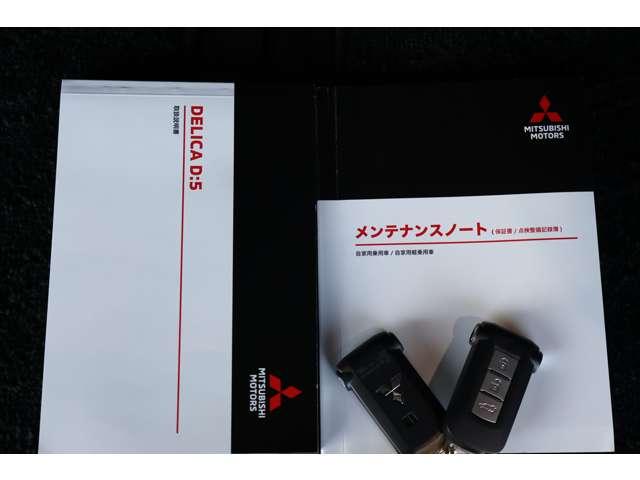 DELICA D:5
取扱説明書
MITSUBISHI
MOTORS
MITSUBISHI
MOTORS
メンテナンスノート (保証書 / 点検整備記録簿)
自家用乗用車 / 自家用軽乗用車